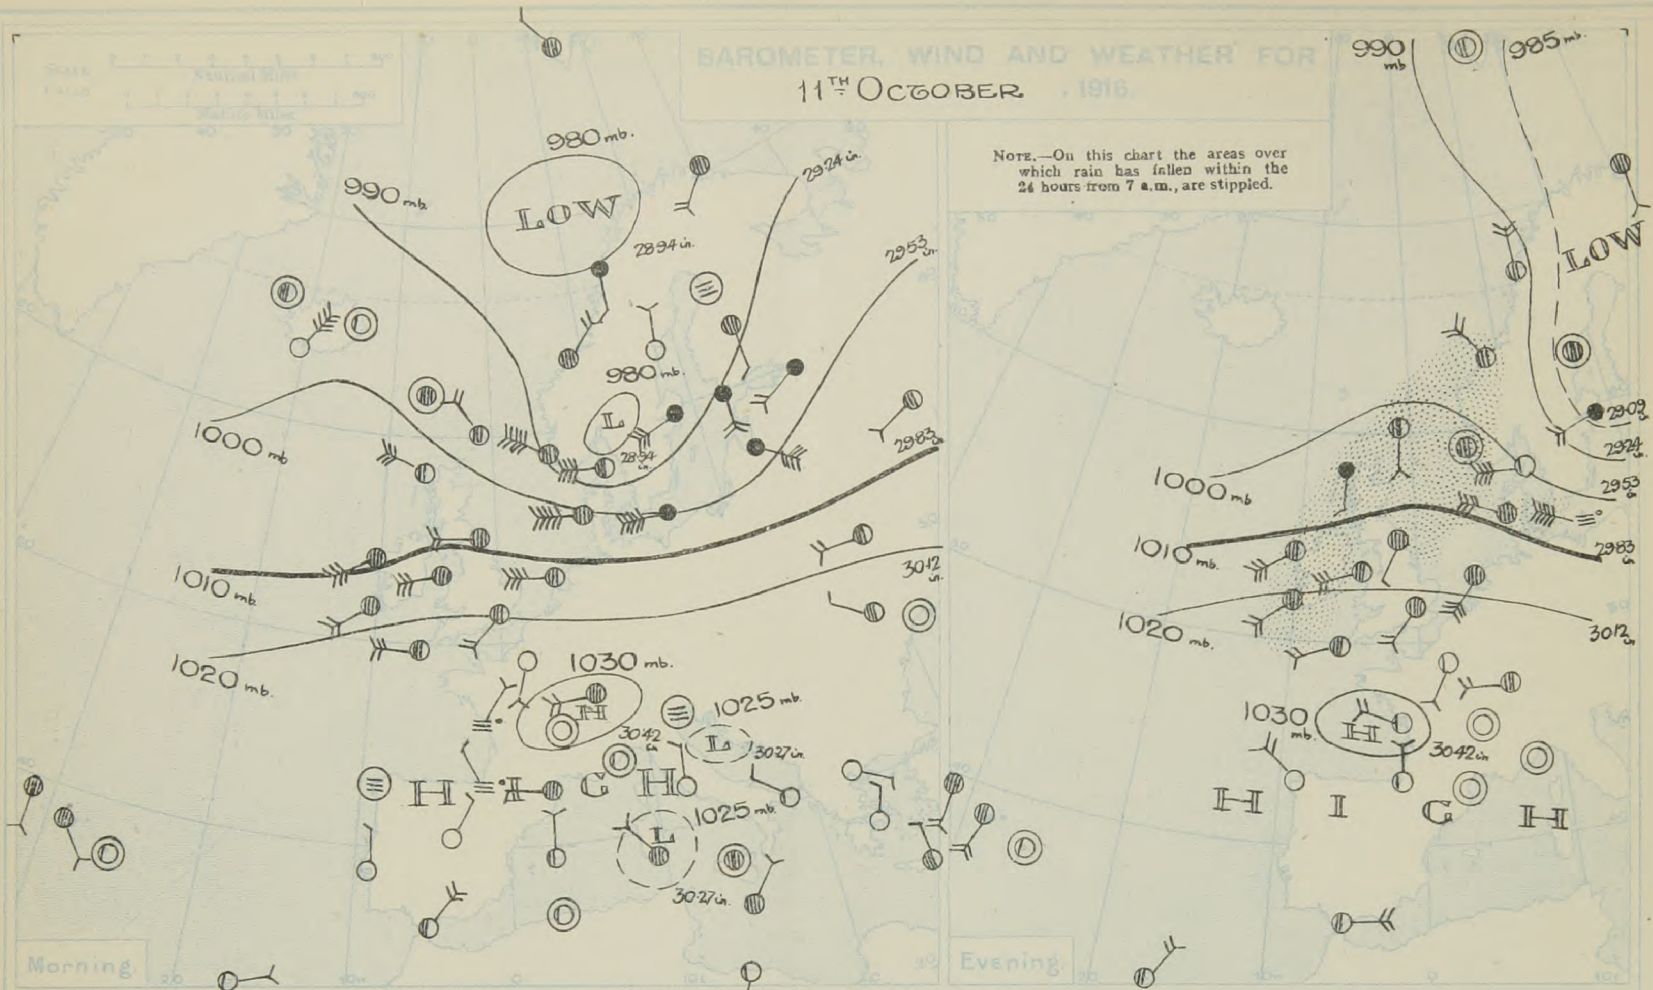 BAROMETER, WIND AND WEATHER FOR
11TH OCTOBER , 1916.
NOTE.—On this chart the areas over
which rain has fallen within the
24 hours from 7 a.m., are stippled.
980 mb.
LOW
28·94 in.
990 mb.
29·24 in.
29·53 in.
980 mb.
L
28·94 in.
1000 mb
29·83 in.
1010 mb.
30·12 in.
1020 mb.
1030 mb.
H
30·42 in
1025 mb.
L
30·27 in.
HIGH
1025 mb.
L
30·27 in.
Morning
990 mb
985 mb.
LOW
29·09 in
29·24 in.
1000 mb
29·53 in
1010 mb.
29·83 in
1020 mb.
30·12 in
1030 mb.
H
30·42 in
HIGH
Evening